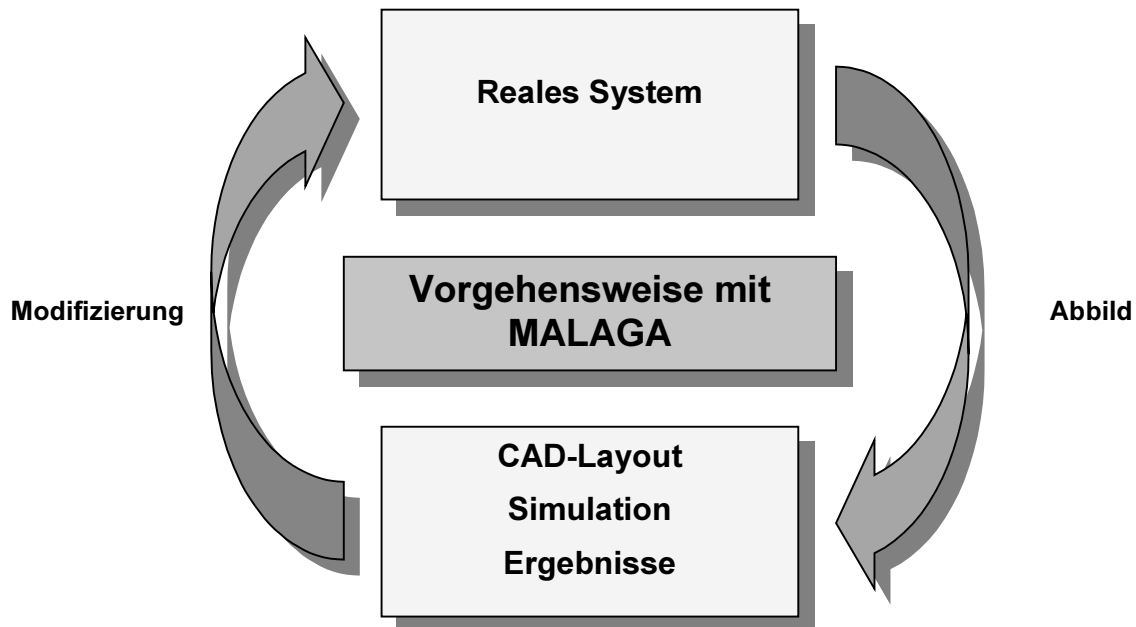 Reales System
Vorgehensweise mit
MALAGA
Modifizierung
Abbild
CAD-Layout
Simulation
Ergebnisse